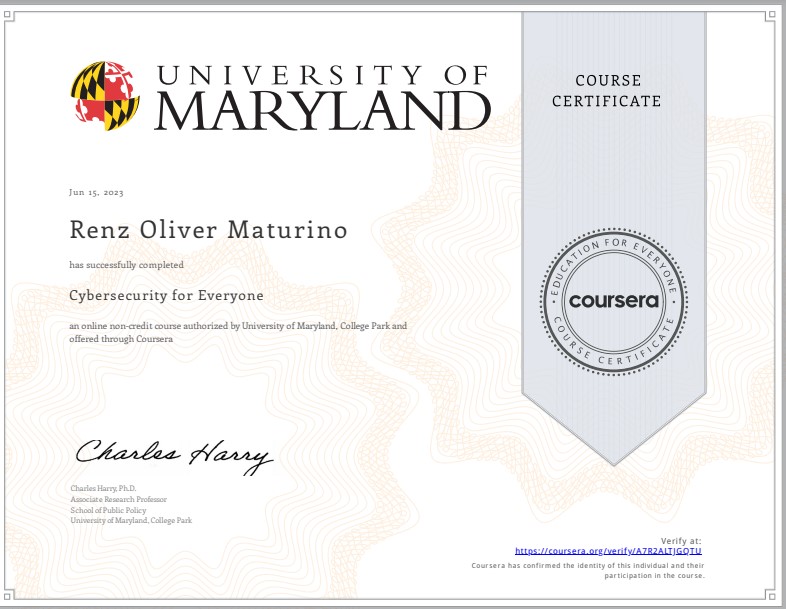 UNIVERSITY OF
MARYLAND
COURSE
CERTIFICATE
Jun 15, 2023
Renz Oliver Maturino
has successfully completed
Cybersecurity for Everyone
an online non-credit course authorized by University of Maryland, College Park and
offered through Coursera
EDUCATION FOR EVERYONE
coursera
COURSE CERTIFICATE
Charles Harry
Charles Harry, Ph.D.
Associate Research Professor
School of Public Policy
University of Maryland, College Park
Verify at:
https://coursera.org/verify/A7R2ALTJGQTU
Coursera has confirmed the identity of this individual and their
participation in the course.